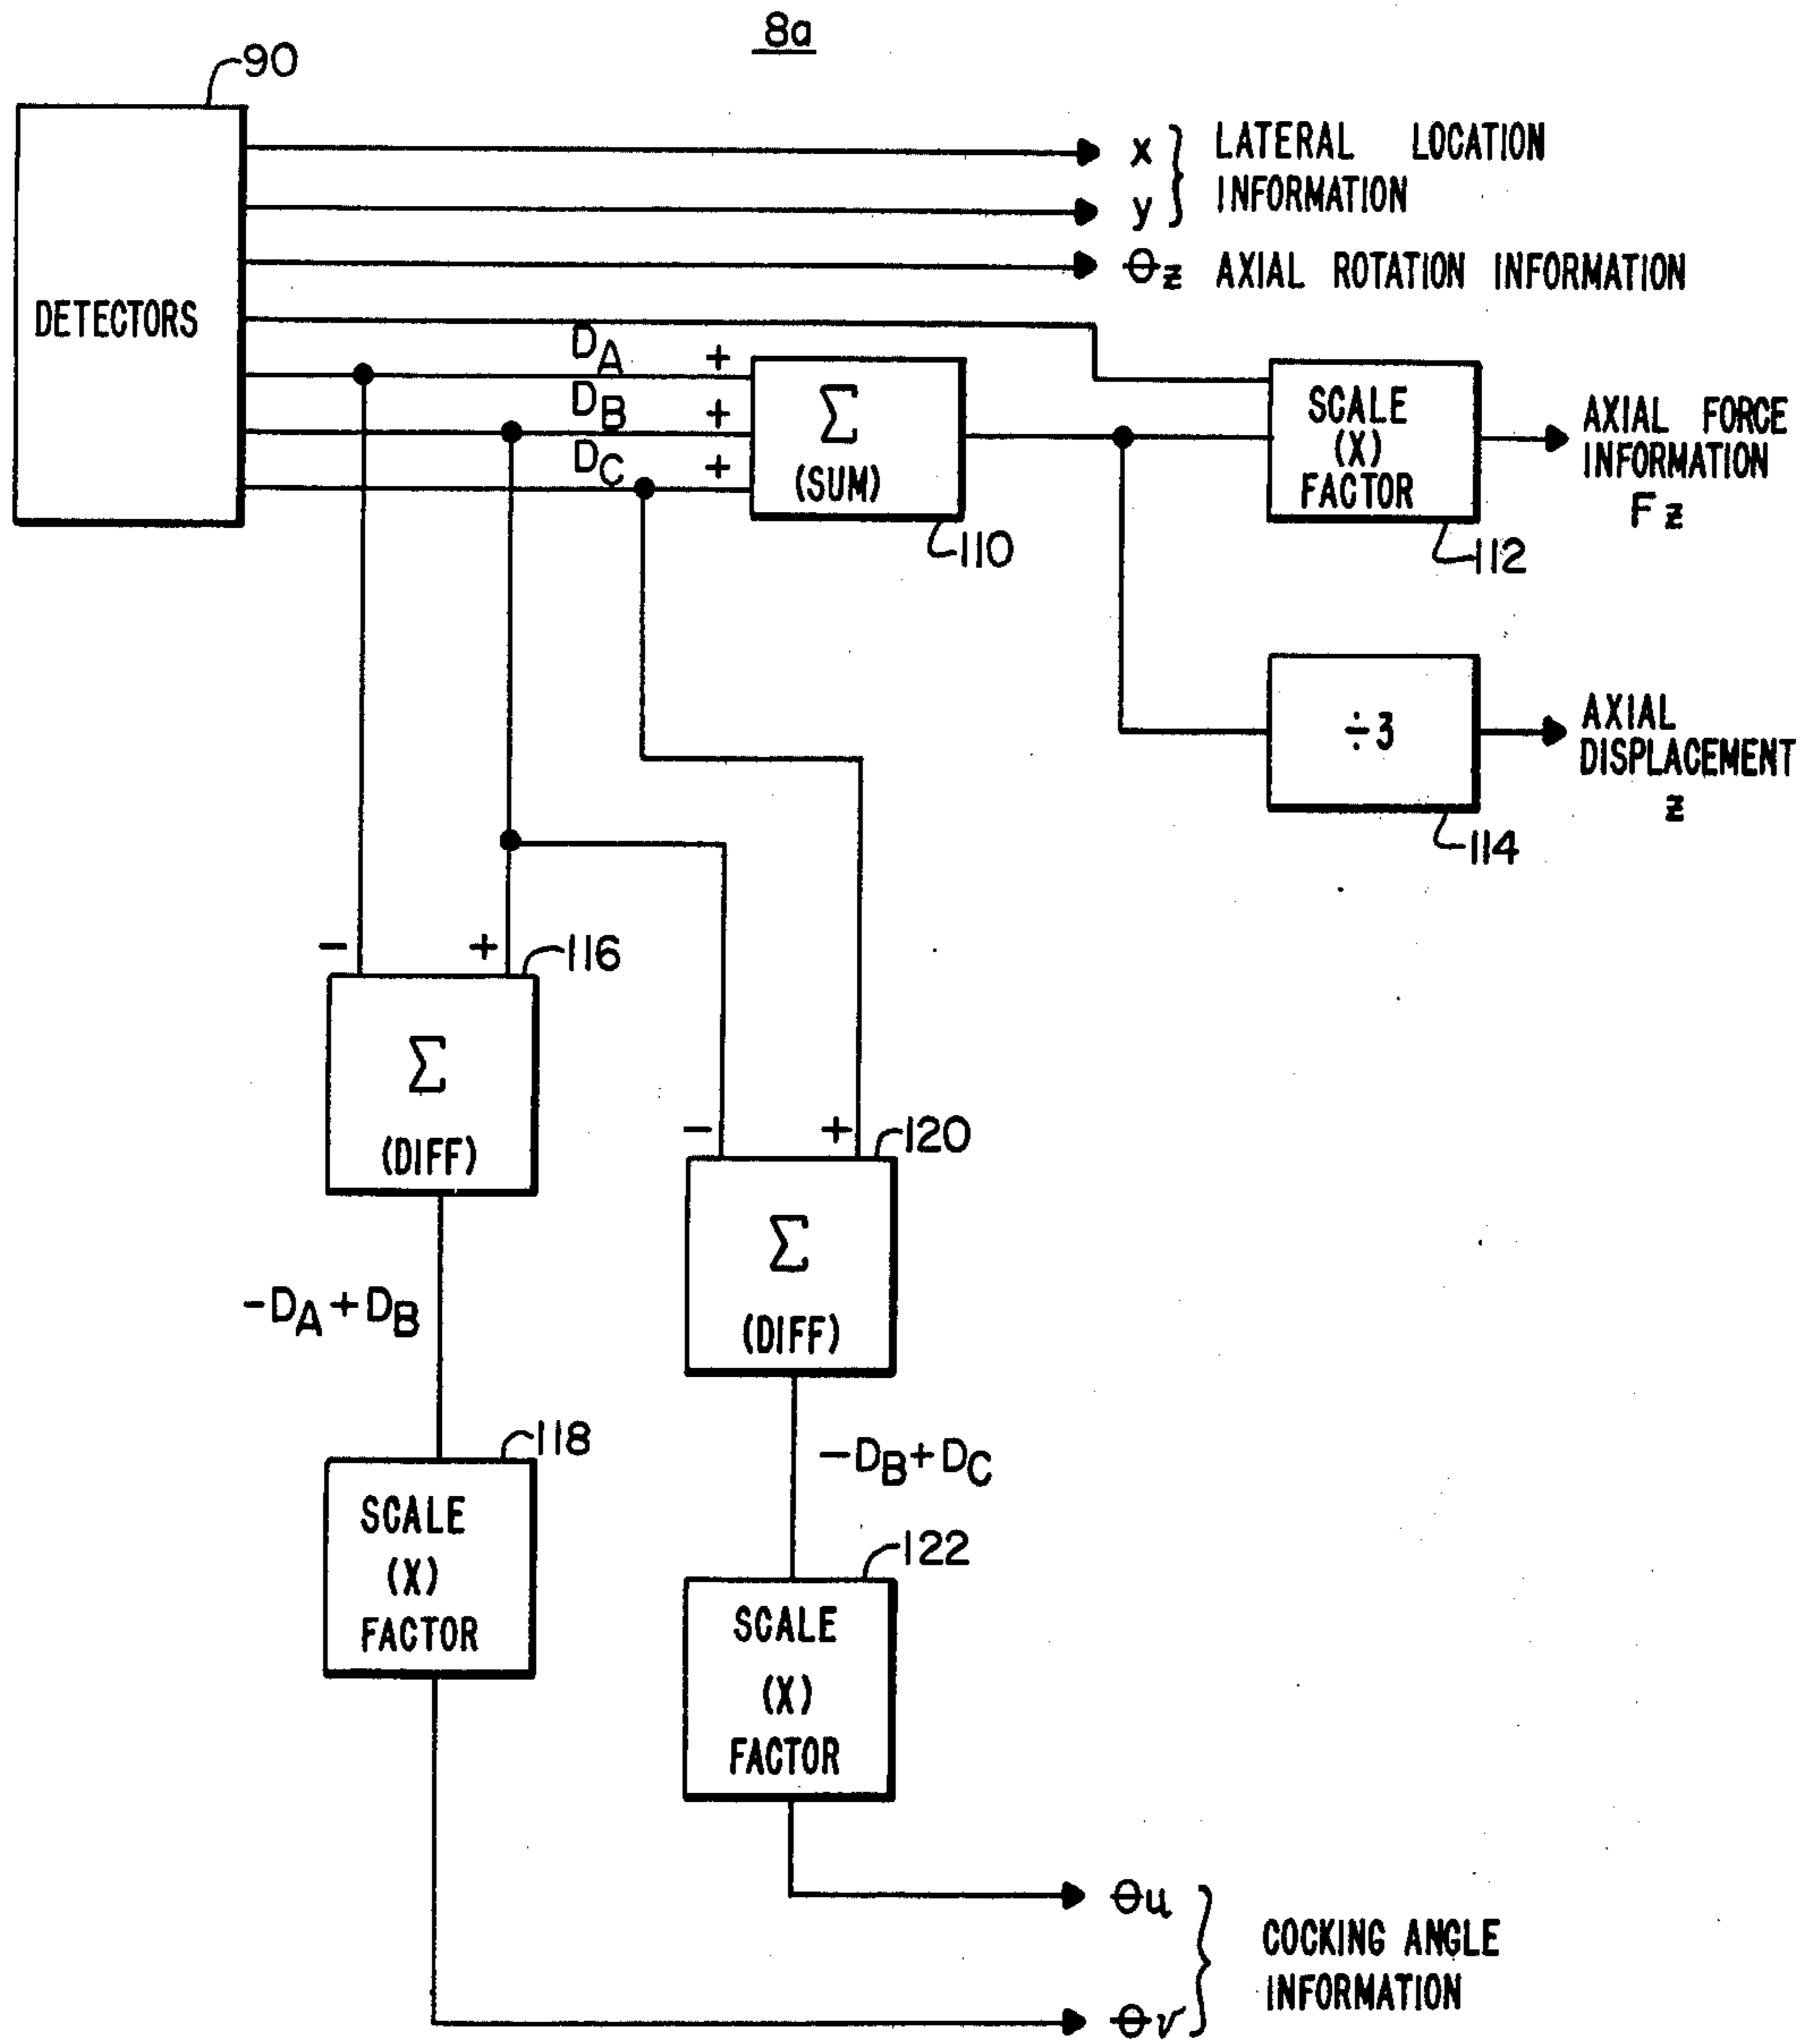 8a
90
DETECTORS
x
y
LATERAL LOCATION
INFORMATION
θz AXIAL ROTATION INFORMATION
DA +
DB +
DC +
Σ
(SUM)
110
SCALE
(X)
FACTOR
112
AXIAL FORCE
INFORMATION
Fz
÷3
114
AXIAL
DISPLACEMENT
z
- +
116
Σ
(DIFF)
- +
120
Σ
(DIFF)
-DA+DB
-DB+DC
118
SCALE
(X)
FACTOR
122
SCALE
(X)
FACTOR
θu
θv
COCKING ANGLE
INFORMATION